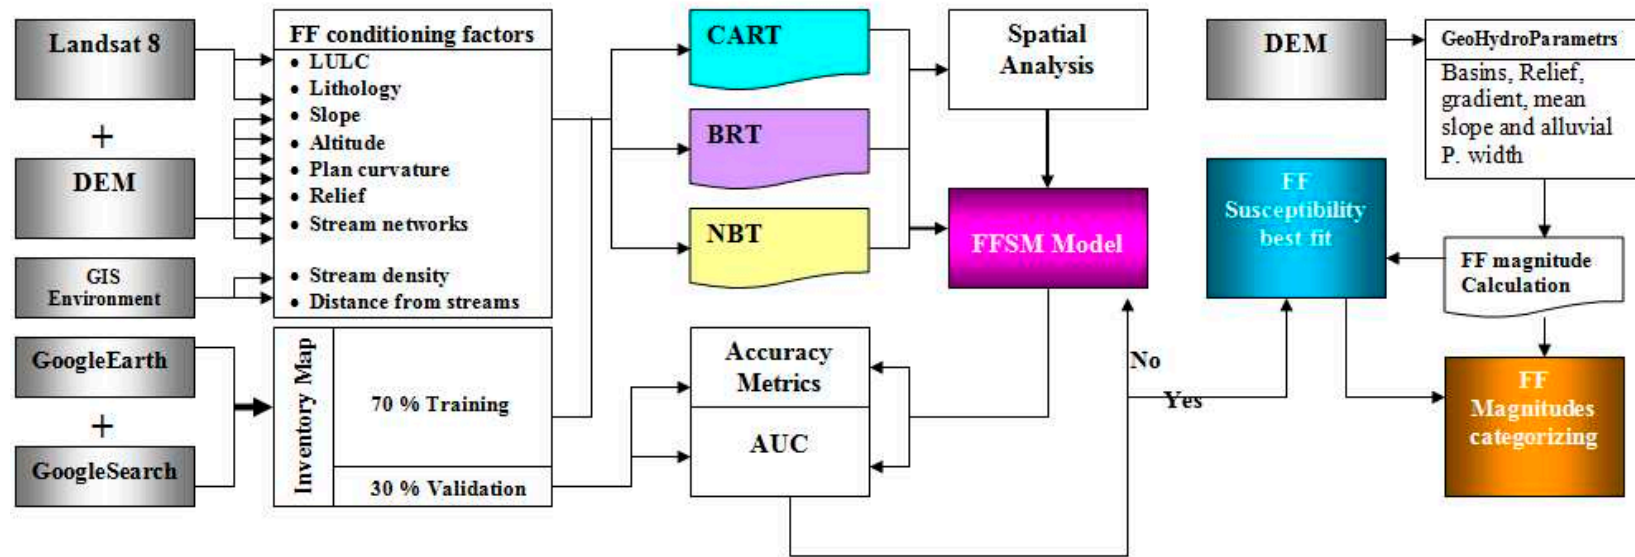 Landsat 8
+
DEM
GIS
Environment
GoogleEarth
+
GoogleSearch
FF conditioning factors
• LULC
• Lithology
• Slope
• Altitude
• Plan curvature
• Relief
• Stream networks
• Stream density
• Distance from streams
Inventory Map
70 % Training
30 % Validation
CART
BRT
NBT
Accuracy
Metrics
AUC
Spatial
Analysis
FFSM Model
No
Yes
DEM
FF
Susceptibility
best fit
GeoHydroParametrs
Basins, Relief,
gradient, mean
slope and alluvial
P. width
FF magnitude
Calculation
FF
Magnitudes
categorizing